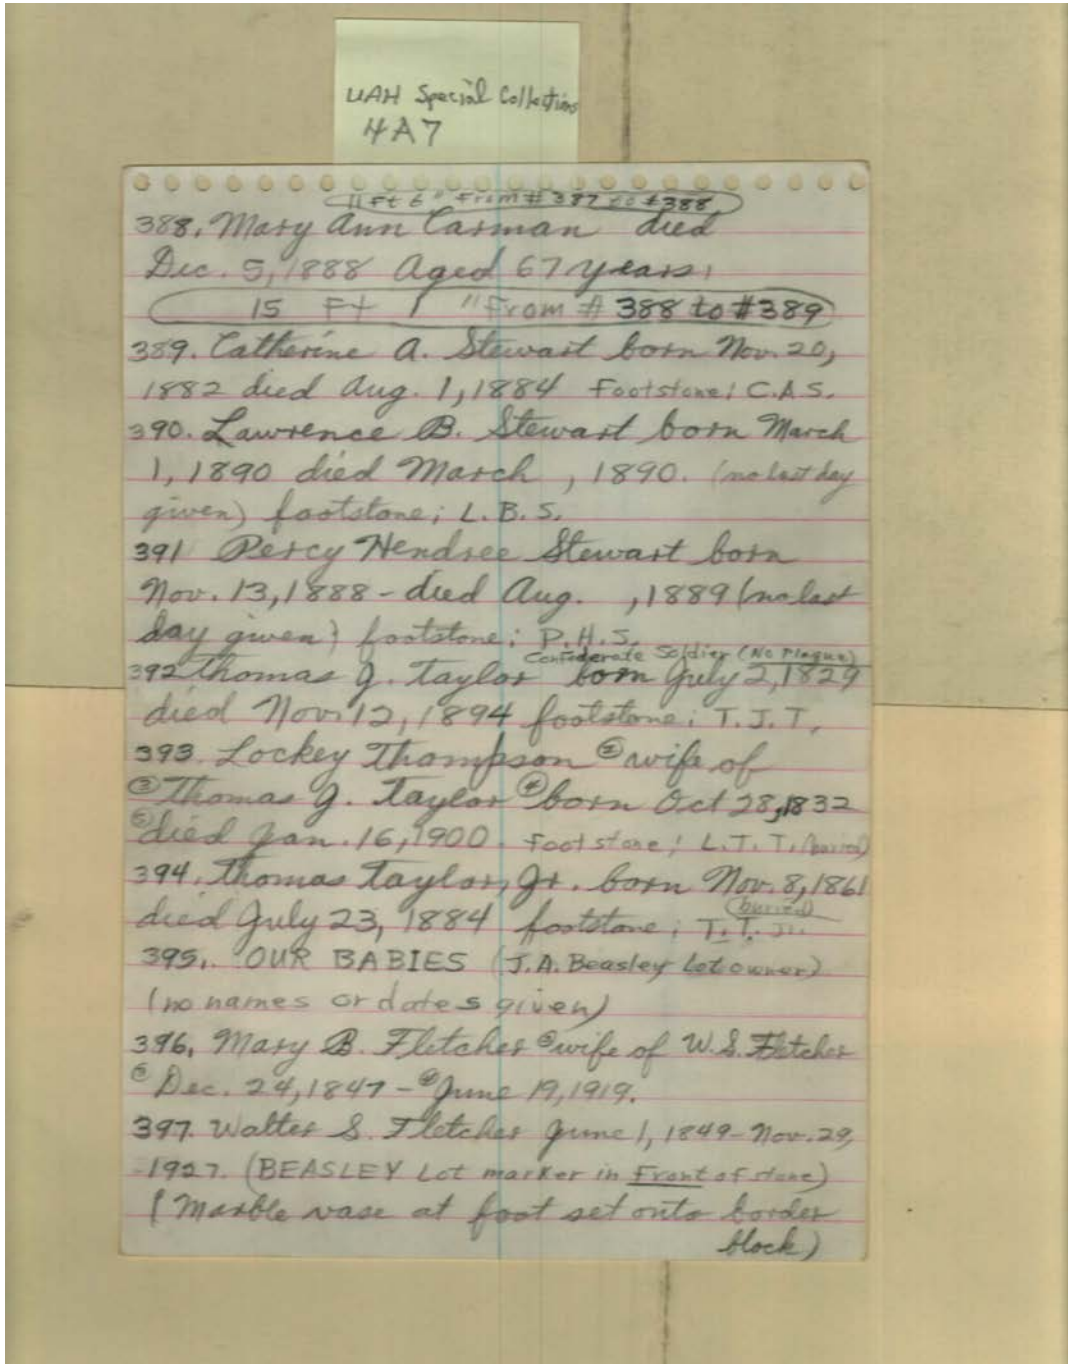 UAH Special Collections
4A7
11 Ft 6" From # 387 to #388
388. Mary Ann Carman died
Dec. 5, 1888 Aged 67 years.
15 Ft 1" From # 388 to #389
389. Catherine A. Stewart born Nov. 20,
1882 died Aug. 1, 1884 Footstone; C.A.S.
390. Lawrence B. Stewart born March
1, 1890 died March , 1890. (no last day
given) footstone; L.B.S.
391 Percy Hendree Stewart born
Nov. 13, 1888 - died Aug. , 1889 (no last
day given) footstone; P.H.S.
Confederate Soldier (No Plaque)
392 Thomas J. Taylor born July 2, 1829
died Nov. 12, 1894 footstone; T.J.T.
393. Lockey Thompson ② wife of
③ Thomas J. Taylor ④ born Oct 28, 1832
⑤ died Jan. 16, 1900. Footstone; L.T.T. (buried)
394. Thomas Taylor, Jr. born Nov. 8, 1861
(buried)
died July 23, 1884 footstone; T.T. Jr.
395. OUR BABIES (J.A. Beasley Lot owner)
(no names or dates given)
396. Mary B. Fletcher wife of W.S. Fletcher
Dec. 24, 1847 - June 19, 1919.
397. Walter S. Fletcher June 1, 1849 - Nov. 29,
1927. (BEASLEY Lot marker in Front of stone)
(Marble vase at foot set onto border
block)